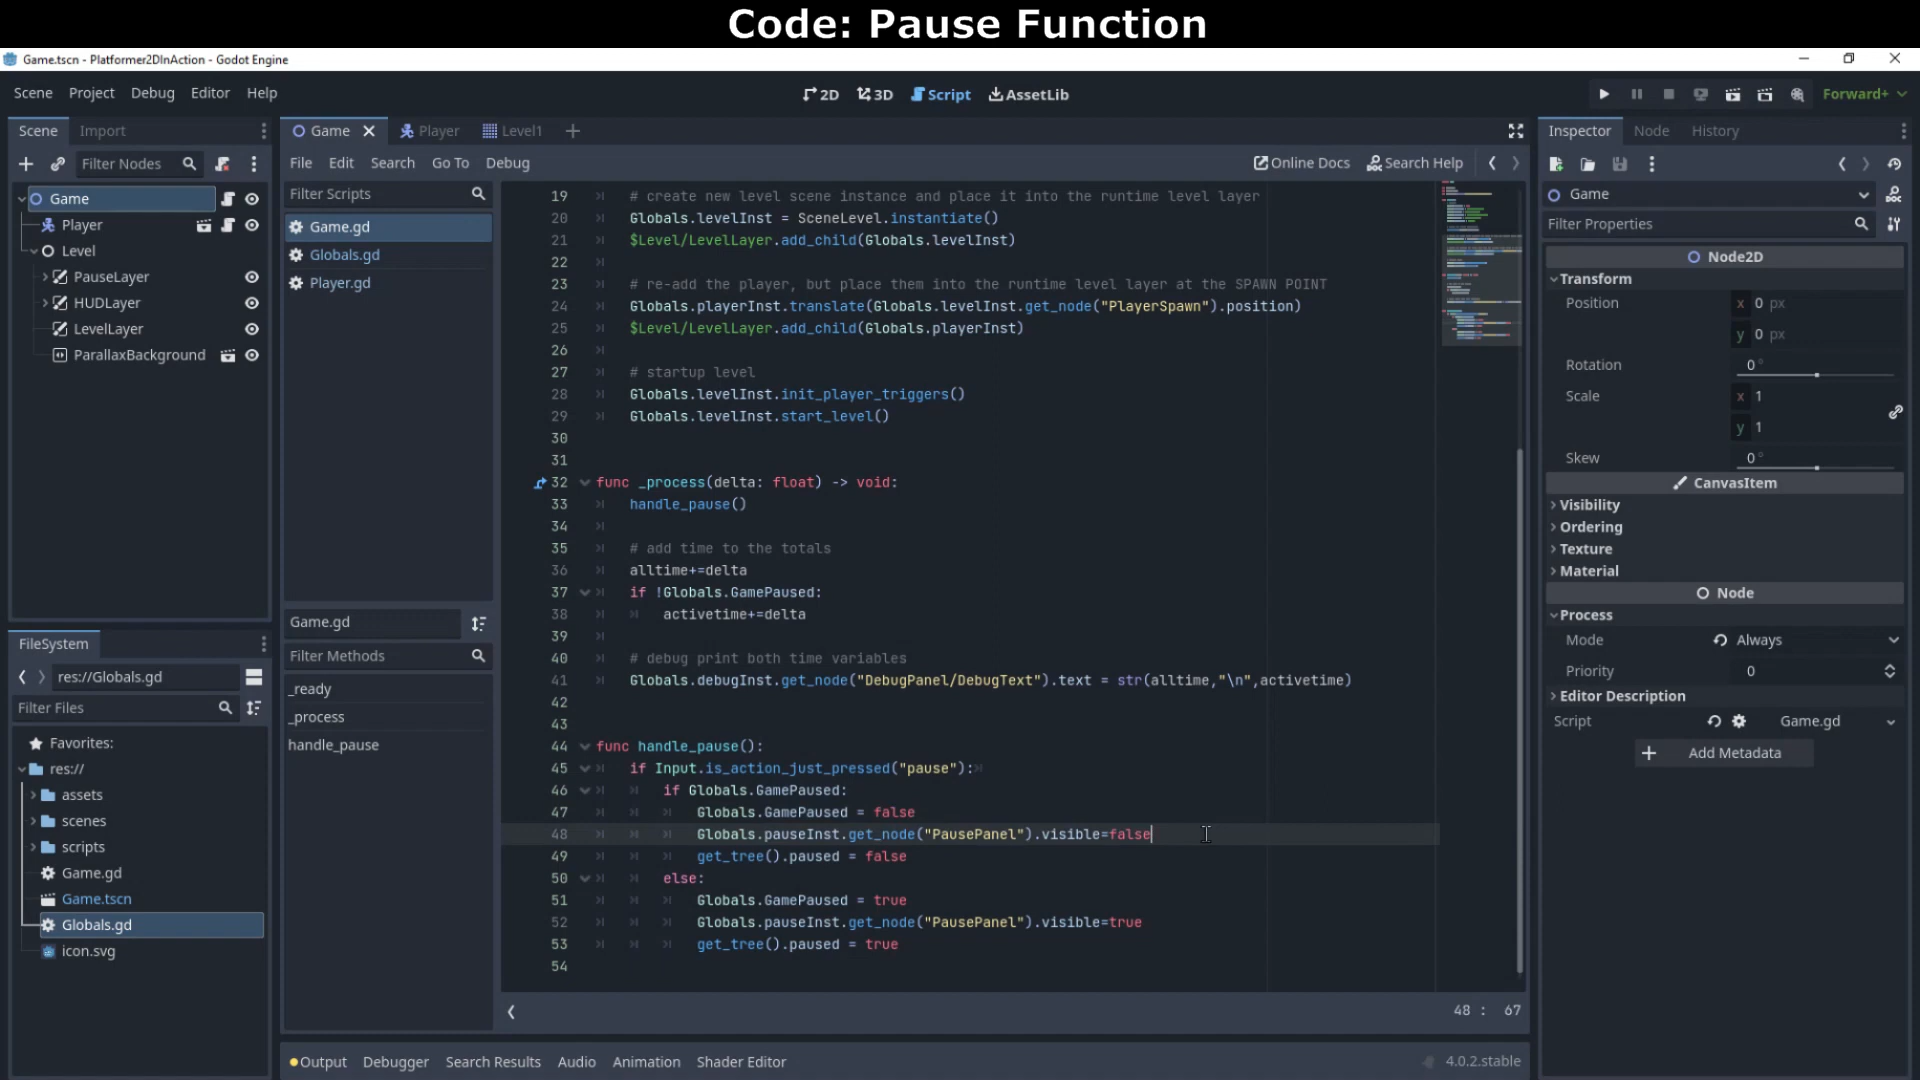 Code: Pause Function
Game.tscn - Platformer2DInAction - Godot Engine
Scene Project Debug Editor Help
2D 3D Script AssetLib
Forward+
Scene Import
Filter Nodes
Game
Player
Level
PauseLayer
HUDLayer
LevelLayer
ParallaxBackground
FileSystem
res://Globals.gd
Filter Files
Favorites:
res://
assets
scenes
scripts
Game.gd
Game.tscn
Globals.gd
icon.svg
Game Player Level1
File Edit Search Go To Debug
Online Docs Search Help
Filter Scripts
Game.gd
Globals.gd
Player.gd
Game.gd
Filter Methods
_ready
_process
handle_pause
19 # create new level scene instance and place it into the runtime level layer
20 Globals.levelInst = SceneLevel.instantiate()
21 $Level/LevelLayer.add_child(Globals.levelInst)
22
23 # re-add the player, but place them into the runtime level layer at the SPAWN POINT
24 Globals.playerInst.translate(Globals.levelInst.get_node("PlayerSpawn").position)
25 $Level/LevelLayer.add_child(Globals.playerInst)
26
27 # startup level
28 Globals.levelInst.init_player_triggers()
29 Globals.levelInst.start_level()
30
31
32 func _process(delta: float) -> void:
33 handle_pause()
34
35 # add time to the totals
36 alltime+=delta
37 if !Globals.GamePaused:
38 activetime+=delta
39
40 # debug print both time variables
41 Globals.debugInst.get_node("DebugPanel/DebugText").text = str(alltime,"\n",activetime)
42
43
44 func handle_pause():
45 if Input.is_action_just_pressed("pause"):
46 if Globals.GamePaused:
47 Globals.GamePaused = false
48 Globals.pauseInst.get_node("PausePanel").visible=false
49 get_tree().paused = false
50 else:
51 Globals.GamePaused = true
52 Globals.pauseInst.get_node("PausePanel").visible=true
53 get_tree().paused = true
54
48 : 67
Output Debugger Search Results Audio Animation Shader Editor
4.0.2.stable
Inspector Node History
Game
Filter Properties
Node2D
Transform
Position x 0 px
y 0 px
Rotation 0 °
Scale x 1
y 1
Skew 0 °
CanvasItem
Visibility
Ordering
Texture
Material
Node
Process
Mode Always
Priority 0
Editor Description
Script Game.gd
Add Metadata